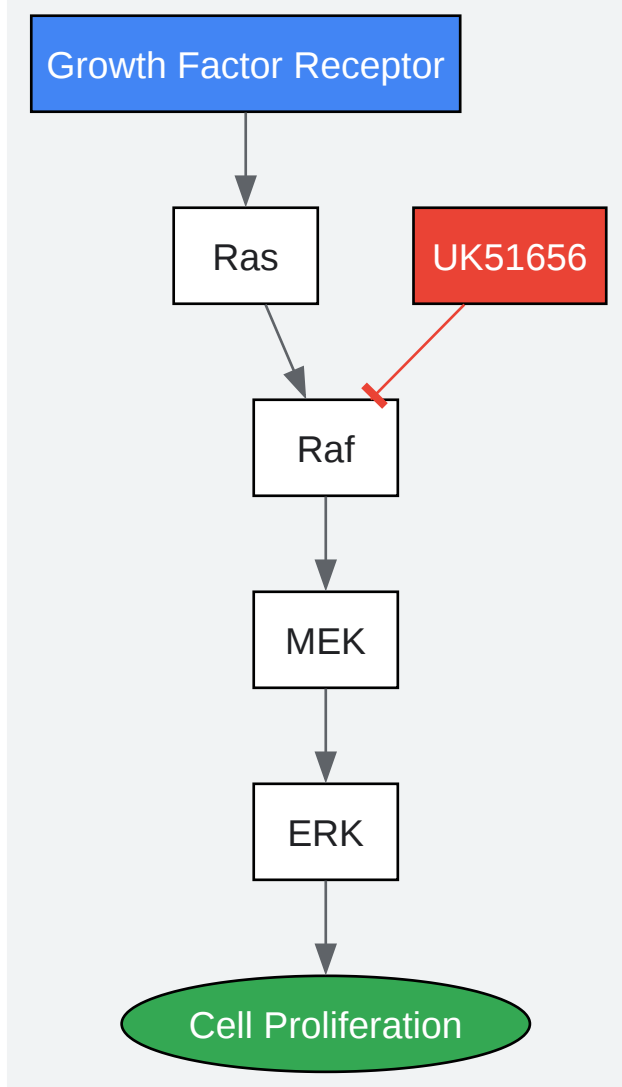 Growth Factor Receptor
Ras
UK51656
Raf
MEK
ERK
Cell Proliferation